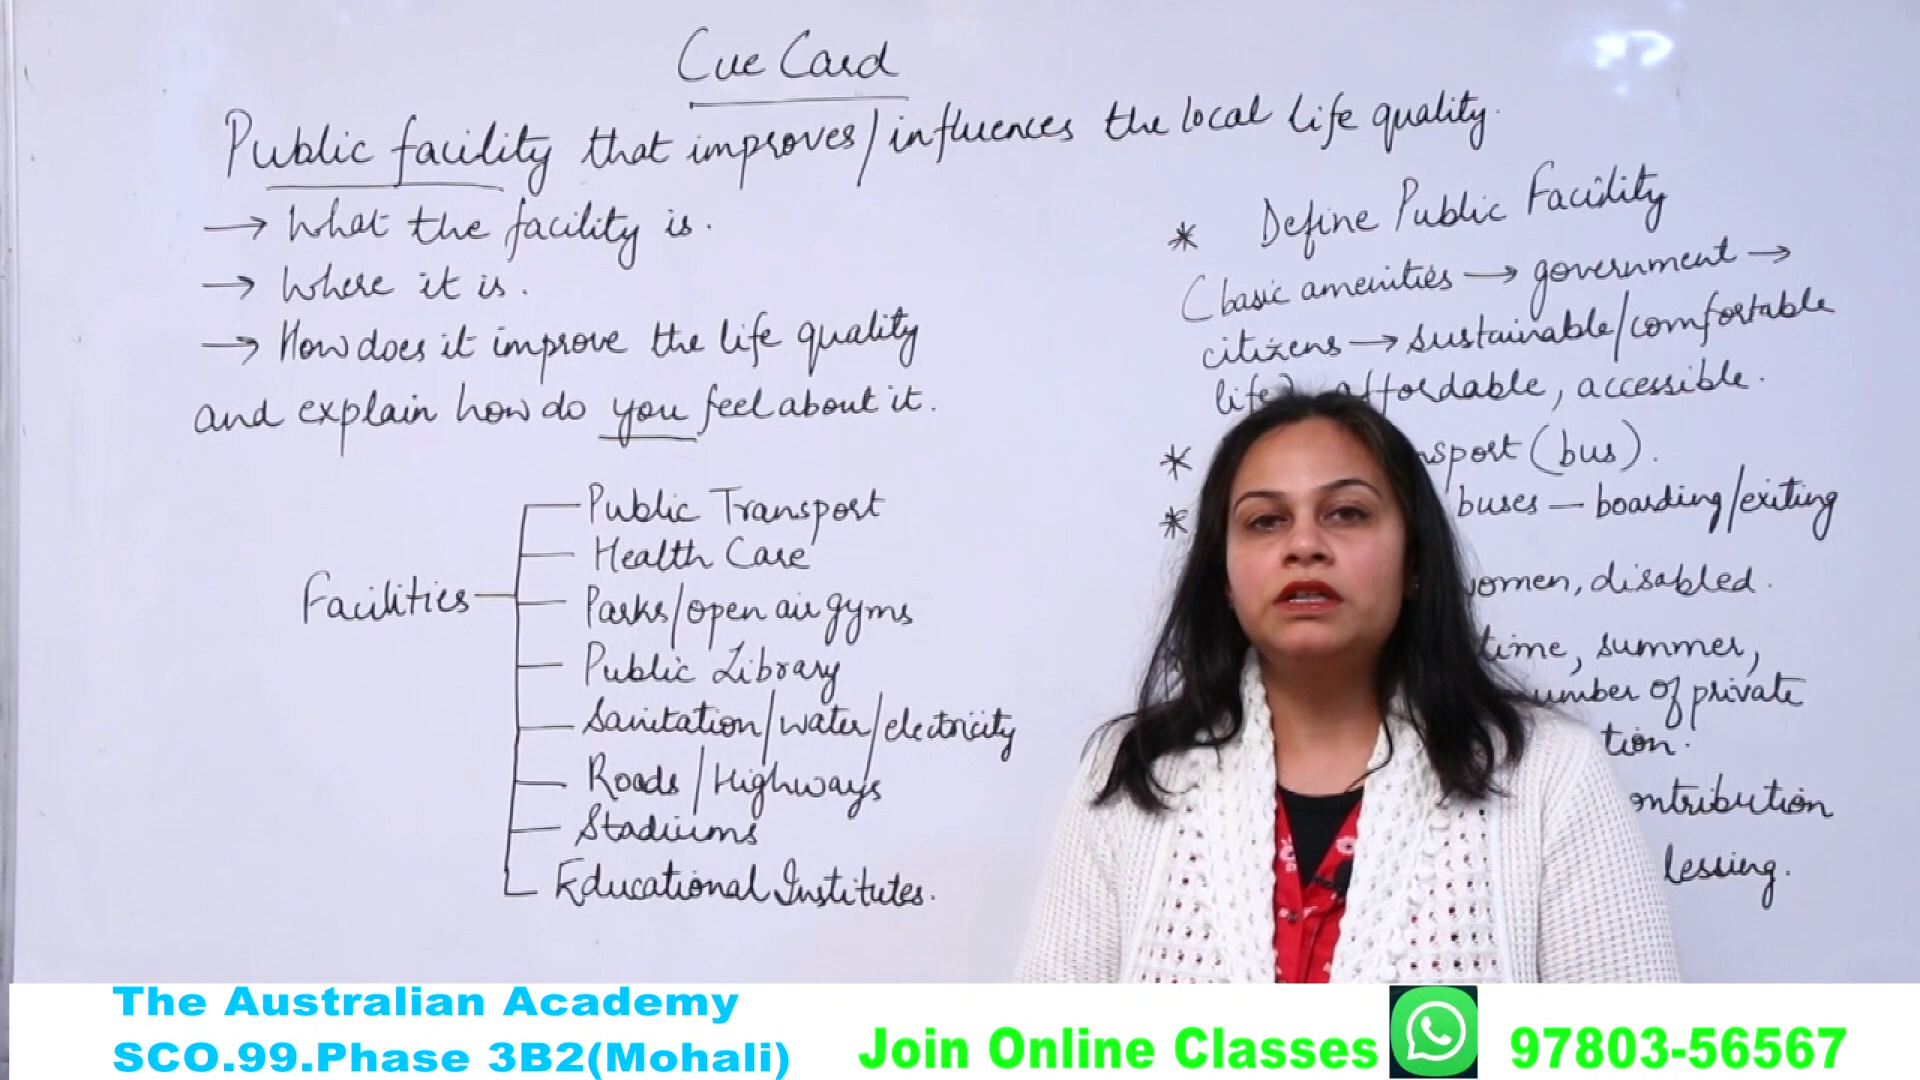 Cue Card
Public facility that improves/influences the local life quality.
→ What the facility is.
→ Where it is.
→ How does it improve the life quality
and explain how do you feel about it.
Facilities
Public Transport
Health Care
Parks/open air gyms
Public Library
Sanitation/water/electricity
Roads/Highways
Stadiums
Educational Institutes.
* Define Public Facility
(basic amenities → government →
citizens → sustainable/comfortable
life) affordable, accessible.
* (bus).
* buses – boarding/exiting
women, disabled.
time, summer,
number of private
contribution
The Australian Academy
SCO.99.Phase 3B2(Mohali)
Join Online Classes
97803-56567